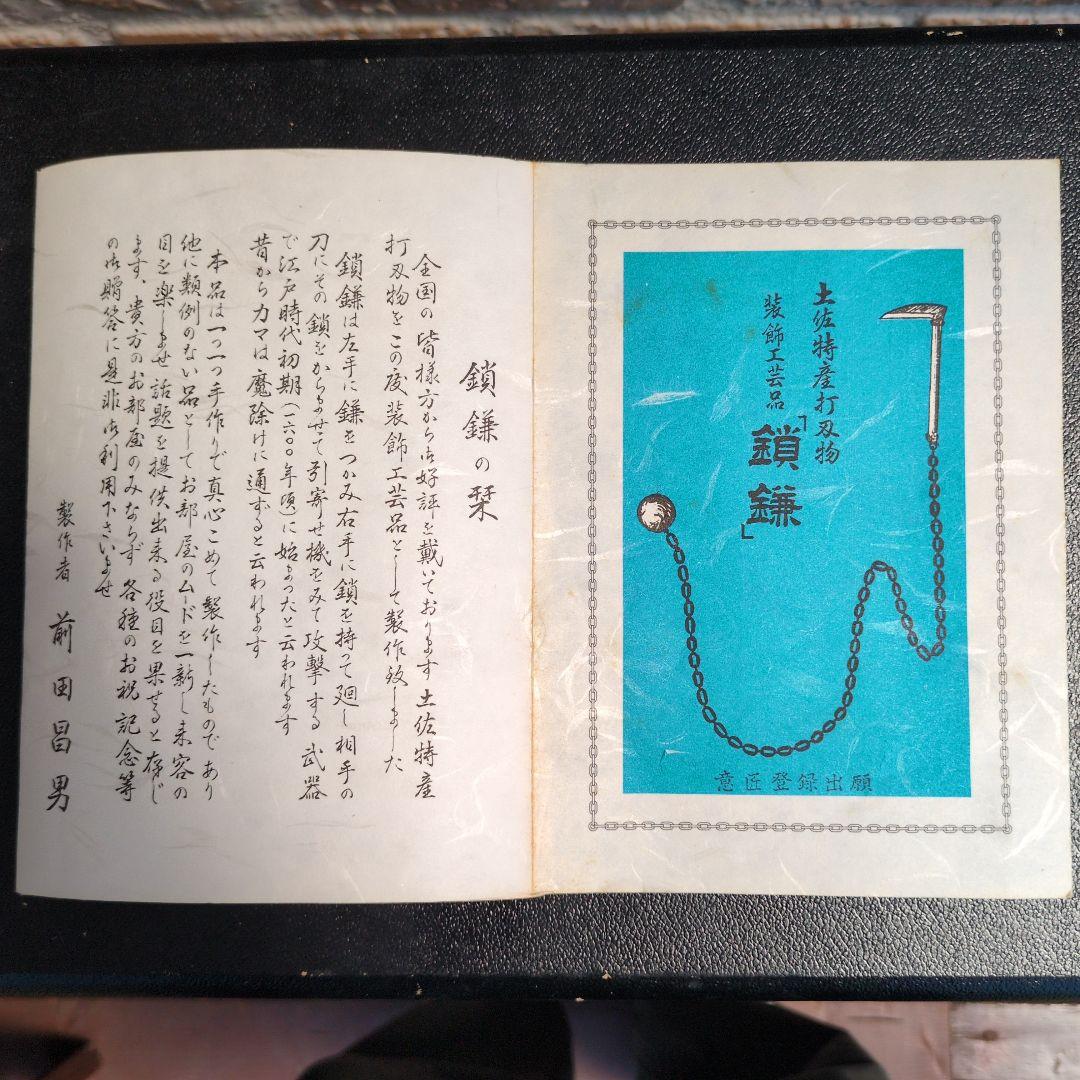 土佐特産打刃物
装飾工芸品
「鎖鎌」
意匠登録出願
鎖鎌の栞
全国の皆様方から御好評を戴いております土佐特産
打刃物をこの度装飾工芸品として製作致しました
鎖鎌は左手に鎌をつかみ右手に鎖を持って廻し相手の
刀にその鎖をからませて引寄せ機をみて攻撃する武器
で江戸時代初期(一六〇〇年頃)に始まったと云われます
昔からカマは魔除けに通ずると云われます
本品は一つ一つ手作りで真心こめて製作したものであり
他に類例のない品としてお部屋のムードを一新し来客の
目を楽しませ話題を提供出来る役目を果せると存じ
ます、貴方のお部屋のみならず各種のお祝記念等
の御贈答に是非御利用下さいませ
製作者 前田昌男